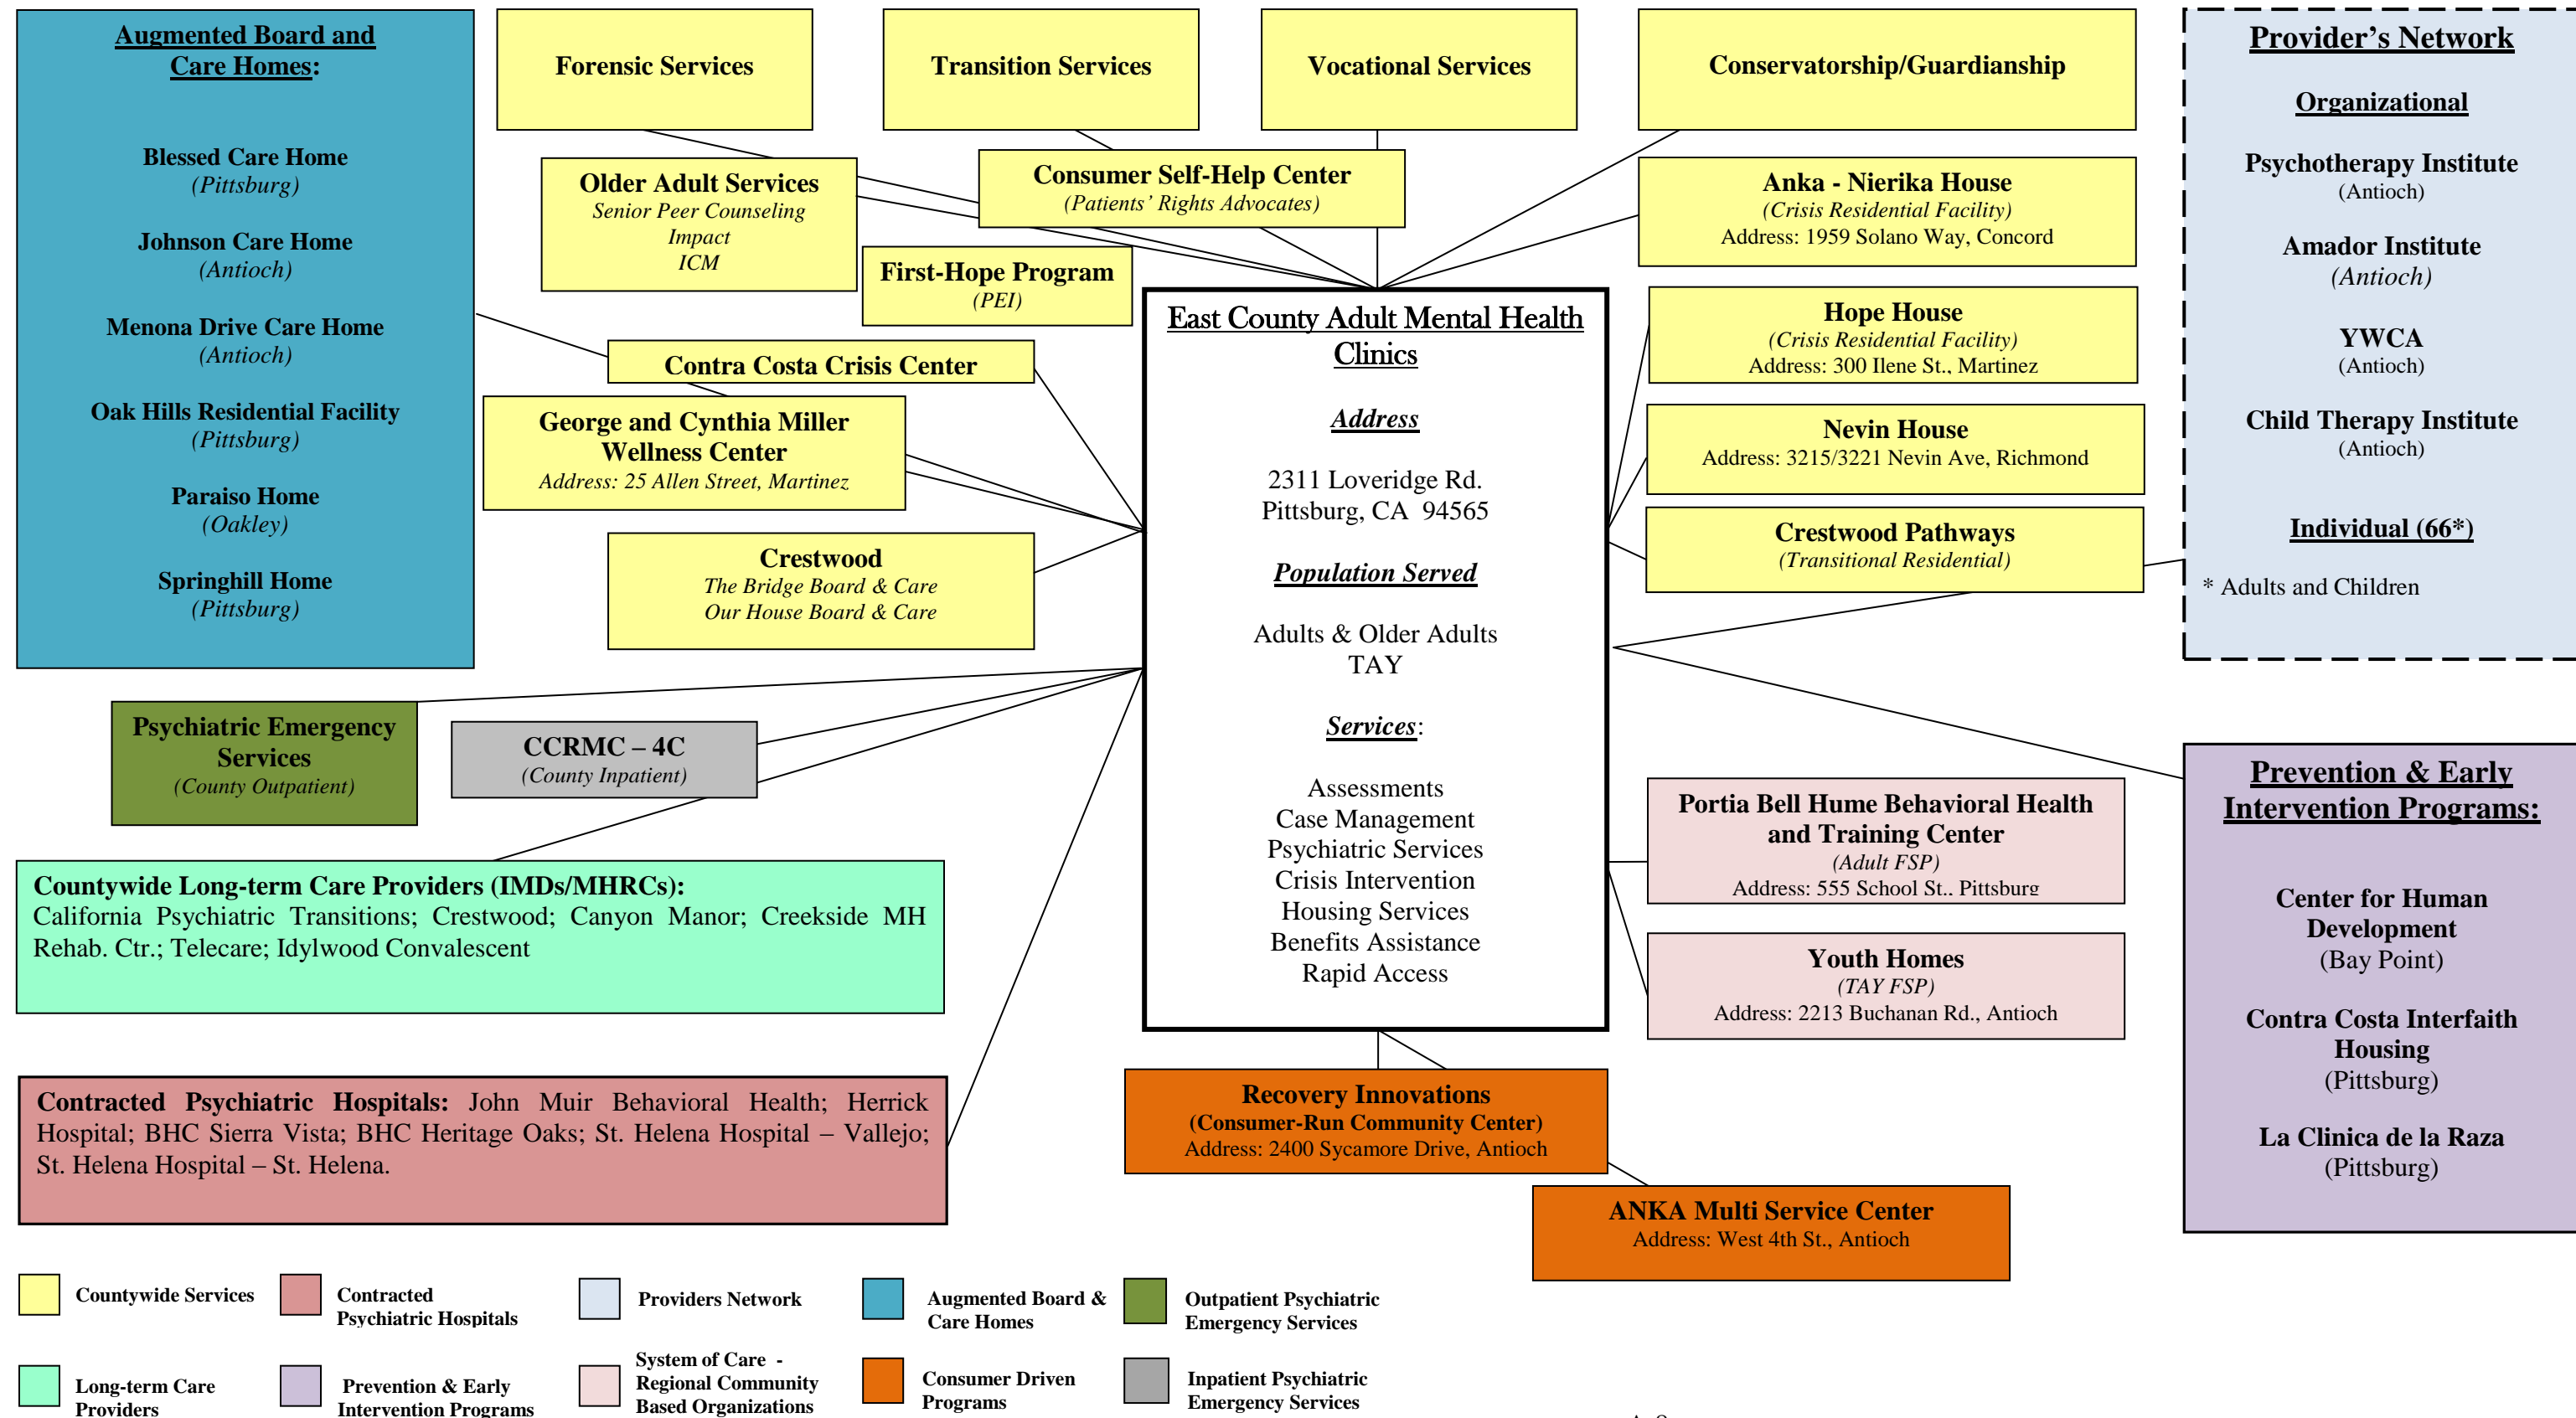 Augmented Board and
Care Homes:
Blessed Care Home
(Pittsburg)
Johnson Care Home
(Antioch)
Menona Drive Care Home
(Antioch)
Oak Hills Residential Facility
(Pittsburg)
Paraiso Home
(Oakley)
Springhill Home
(Pittsburg)
Forensic Services
Transition Services
Vocational Services
Conservatorship/Guardianship
Older Adult Services
Senior Peer Counseling
Impact
ICM
Consumer Self-Help Center
(Patients' Rights Advocates)
First-Hope Program
(PEI)
Contra Costa Crisis Center
George and Cynthia Miller
Wellness Center
Address: 25 Allen Street, Martinez
Crestwood
The Bridge Board & Care
Our House Board & Care
Anka - Nierika House
(Crisis Residential Facility)
Address: 1959 Solano Way, Concord
Hope House
(Crisis Residential Facility)
Address: 300 Ilene St., Martinez
Nevin House
Address: 3215/3221 Nevin Ave, Richmond
Crestwood Pathways
(Transitional Residential)
Provider's Network
Organizational
Psychotherapy Institute
(Antioch)
Amador Institute
(Antioch)
YWCA
(Antioch)
Child Therapy Institute
(Antioch)
Individual (66*)
* Adults and Children
East County Adult Mental Health
Clinics
Address
2311 Loveridge Rd.
Pittsburg, CA 94565
Population Served
Adults & Older Adults
TAY
Services:
Assessments
Case Management
Psychiatric Services
Crisis Intervention
Housing Services
Benefits Assistance
Rapid Access
Psychiatric Emergency
Services
(County Outpatient)
CCRMC – 4C
(County Inpatient)
Countywide Long-term Care Providers (IMDs/MHRCs):
California Psychiatric Transitions; Crestwood; Canyon Manor; Creekside MH
Rehab. Ctr.; Telecare; Idylwood Convalescent
Contracted Psychiatric Hospitals: John Muir Behavioral Health; Herrick
Hospital; BHC Sierra Vista; BHC Heritage Oaks; St. Helena Hospital – Vallejo;
St. Helena Hospital – St. Helena.
Portia Bell Hume Behavioral Health
and Training Center
(Adult FSP)
Address: 555 School St., Pittsburg
Youth Homes
(TAY FSP)
Address: 2213 Buchanan Rd., Antioch
Recovery Innovations
(Consumer-Run Community Center)
Address: 2400 Sycamore Drive, Antioch
ANKA Multi Service Center
Address: West 4th St., Antioch
Prevention & Early
Intervention Programs:
Center for Human
Development
(Bay Point)
Contra Costa Interfaith
Housing
(Pittsburg)
La Clinica de la Raza
(Pittsburg)
Countywide Services
Contracted
Psychiatric Hospitals
Providers Network
Augmented Board &
Care Homes
Outpatient Psychiatric
Emergency Services
Long-term Care
Providers
Prevention & Early
Intervention Programs
System of Care -
Regional Community
Based Organizations
Consumer Driven
Programs
Inpatient Psychiatric
Emergency Services